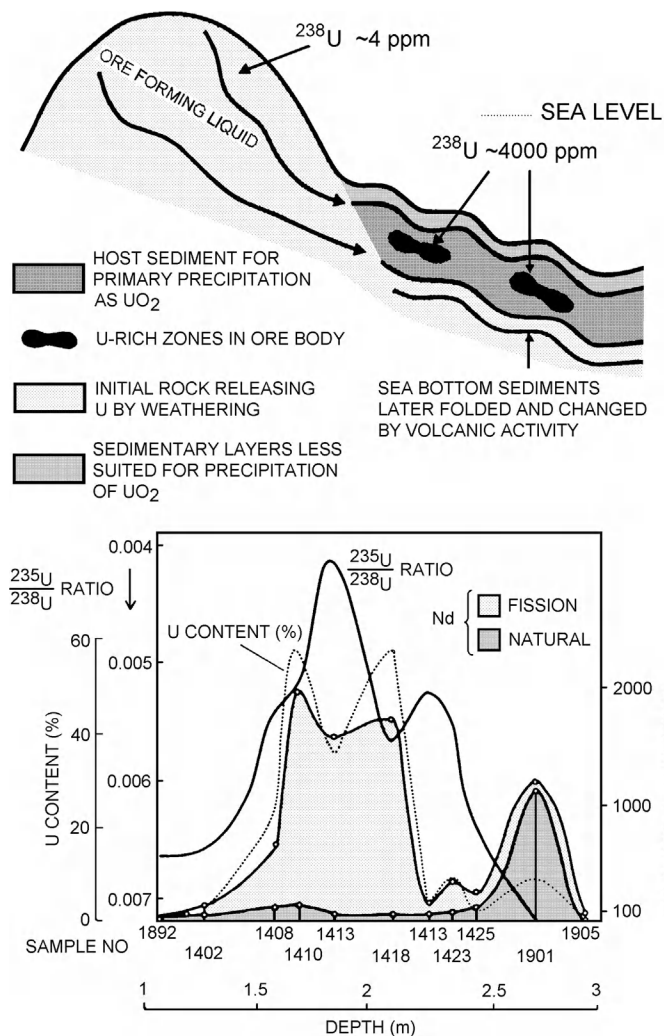 238U ~4 ppm
ORE FORMING LIQUID
SEA LEVEL
238U ~4000 ppm
HOST SEDIMENT FOR
PRIMARY PRECIPITATION
AS UO2
U-RICH ZONES IN ORE BODY
INITIAL ROCK RELEASING
U BY WEATHERING
SEA BOTTOM SEDIMENTS
LATER FOLDED AND CHANGED
BY VOLCANIC ACTIVITY
SEDIMENTARY LAYERS LESS
SUITED FOR PRECIPITATION
OF UO2
235U
238U RATIO
0.004
0.005
0.006
0.007
U CONTENT (%)
60
40
20
0
U CONTENT (%)
235U
238U RATIO
Nd
FISSION
NATURAL
2000
1000
100
SAMPLE NO
1892 1408 1413 1413 1425 1905
1402 1410 1418 1423 1901
1 1.5 2 2.5 3
DEPTH (m)